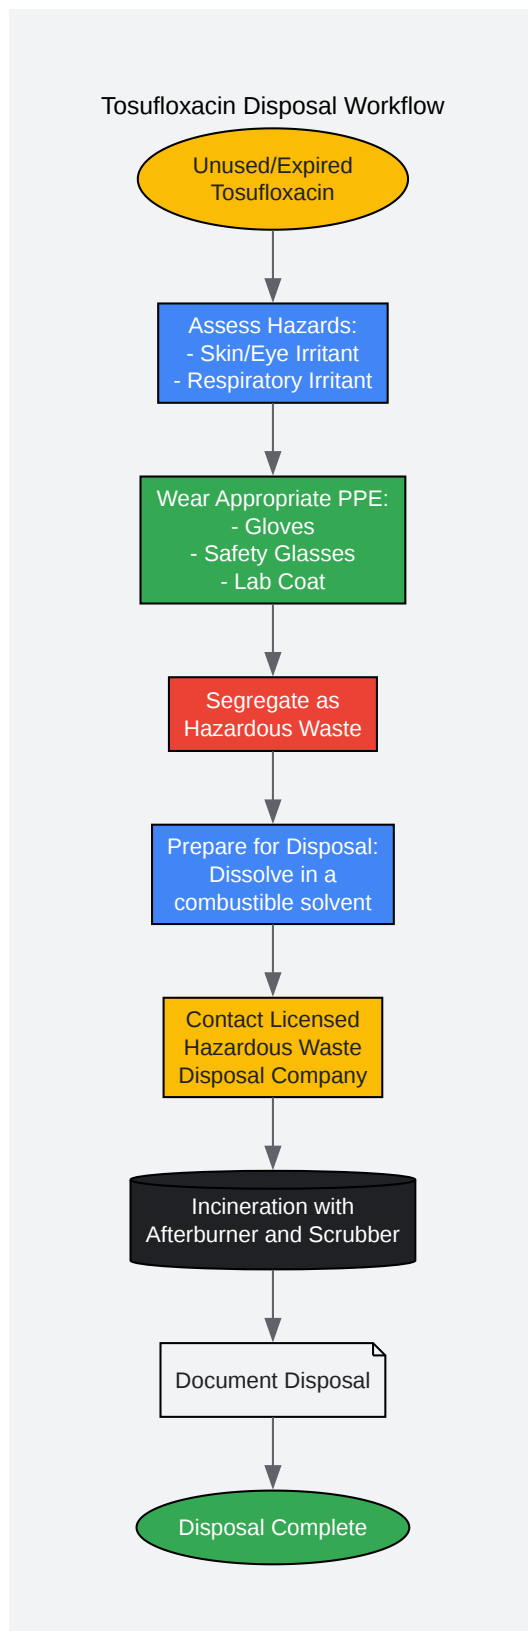 Tosufloxacin Disposal Workflow
Unused/Expired
Tosufloxacin
Assess Hazards:
- Skin/Eye Irritant
- Respiratory Irritant
Wear Appropriate PPE:
- Gloves
- Safety Glasses
- Lab Coat
Segregate as
Hazardous Waste
Prepare for Disposal:
Dissolve in a
combustible solvent
Contact Licensed
Hazardous Waste
Disposal Company
Incineration with
Afterburner and Scrubber
Document Disposal
Disposal Complete